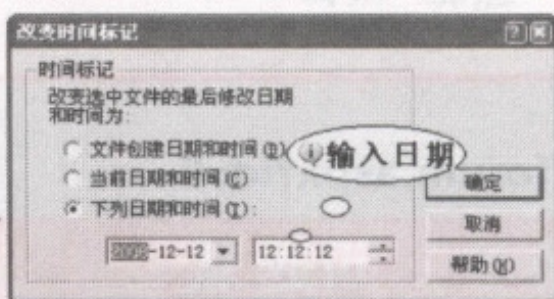 改变时间标记
时间标记
改变选中文件的最后修改日期
和时间为:
文件创建日期和时间(R)
①输入日期
当前日期和时间(C)
确定
下列日期和时间(T):
取消
-12-12 12:12:12
帮助(H)